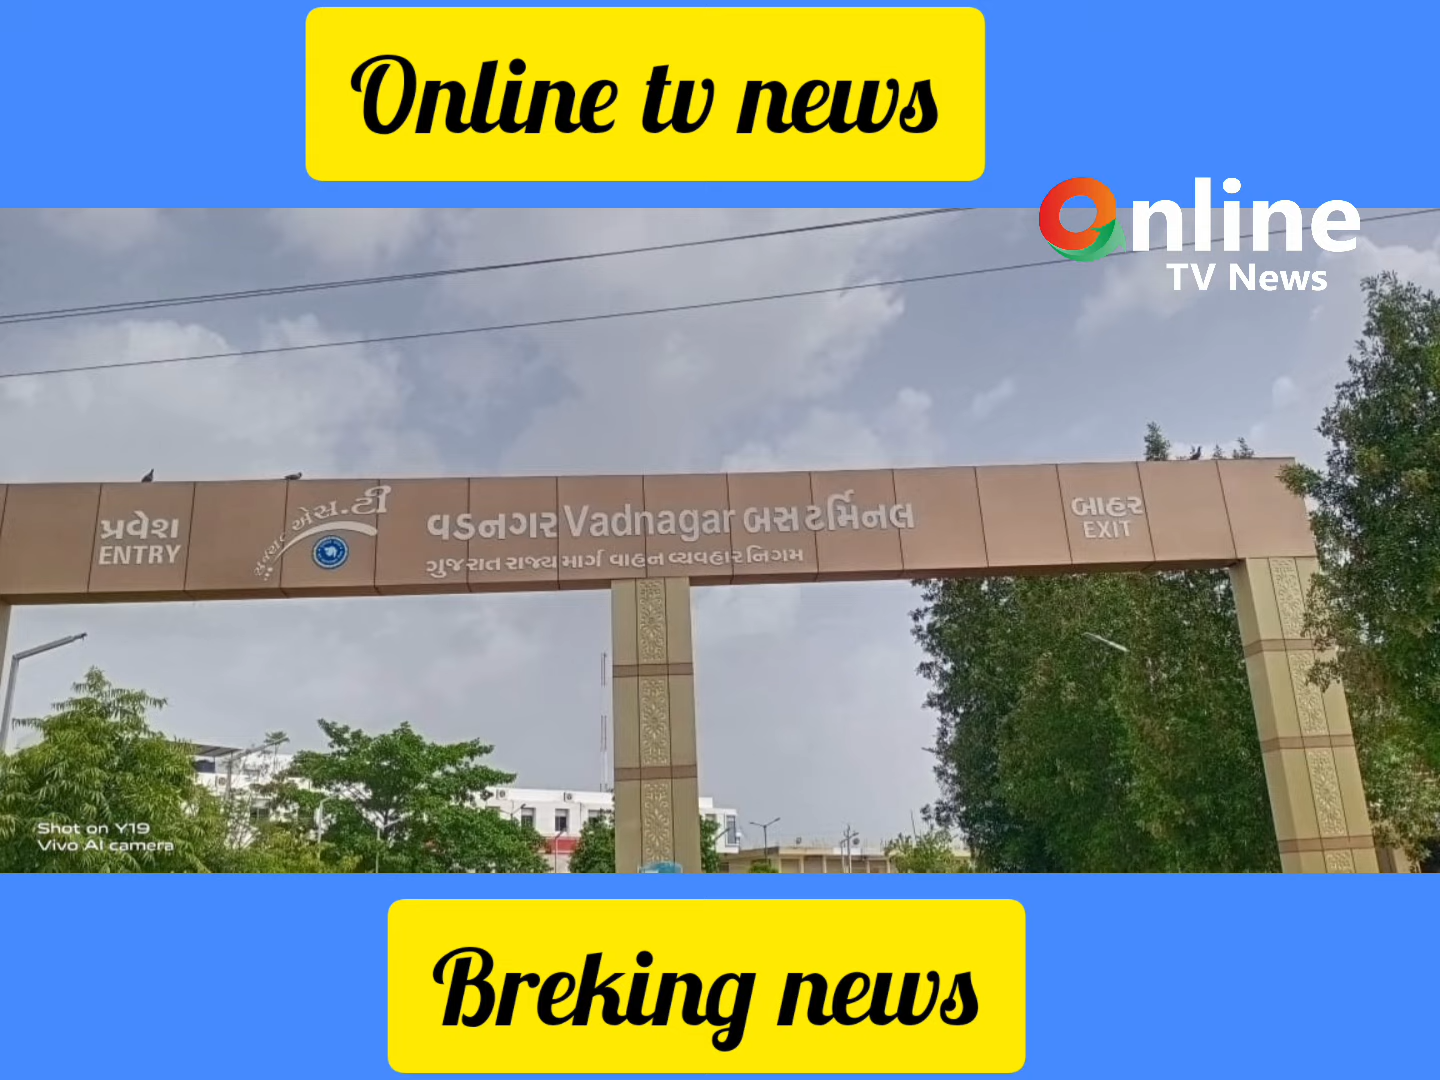 Online tv news
Online
TV News
પ્રવેશ
ENTRY
એસ.ટી
વડનગર Vadnagar બસ ટર્મિનલ
ગુજરાત રાજ્ય માર્ગ વાહન વ્યવહાર નિગમ
બાહર
EXIT
Shot on Y19
Vivo AI camera
Breking news